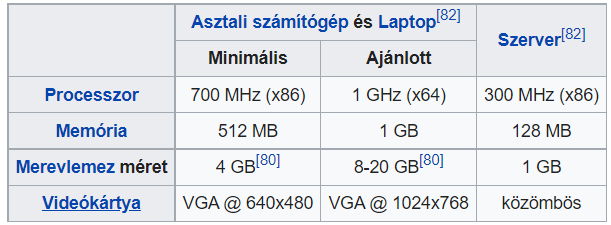 Asztali számítógép és Laptop[82]
Szerver[82]
Minimális Ajánlott
Processzor 700 MHz (x86) 1 GHz (x64) 300 MHz (x86)
Memória 512 MB 1 GB 128 MB
Merevlemez méret 4 GB[80] 8-20 GB[80] 1 GB
Videókártya VGA @ 640x480 VGA @ 1024x768 közömbös